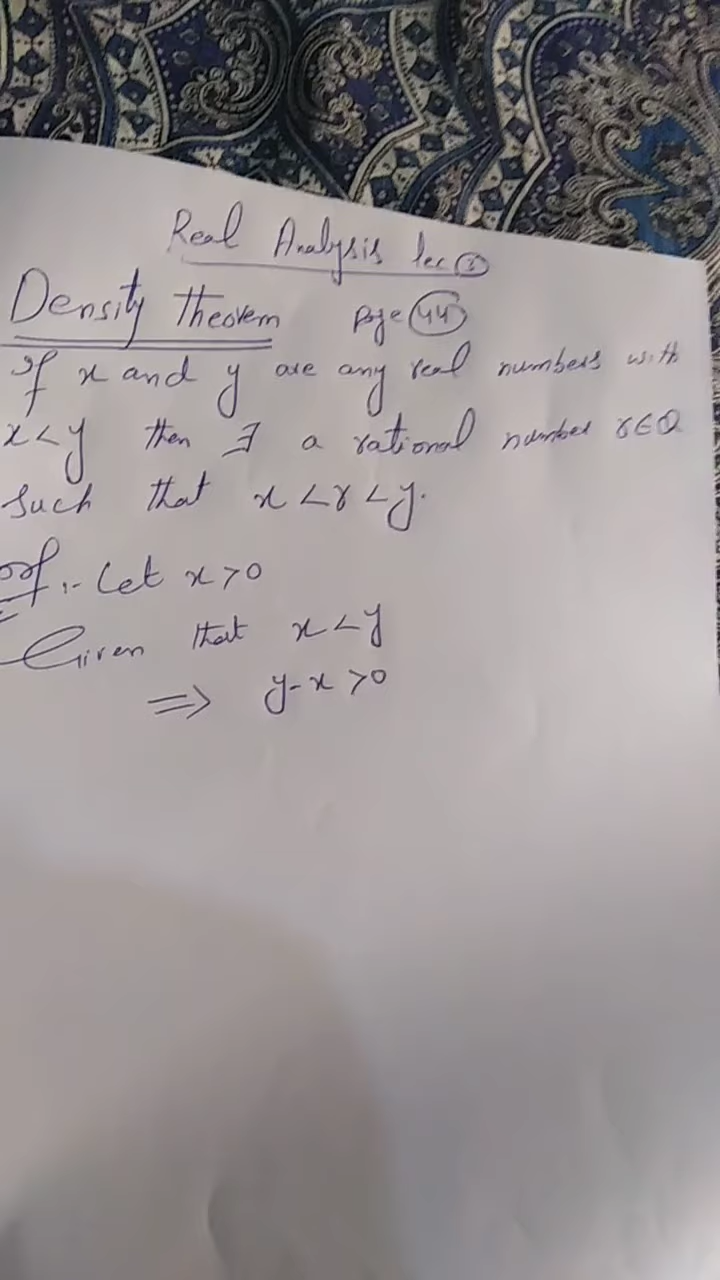 Real Analysis lec ③
Density Theorem page 44
If x and y are any real numbers with
x < y then ∃ a rational number r∈Q
Such that x < r < y.
oof :- Let x > 0
Given that x < y
⇒ y - x > 0